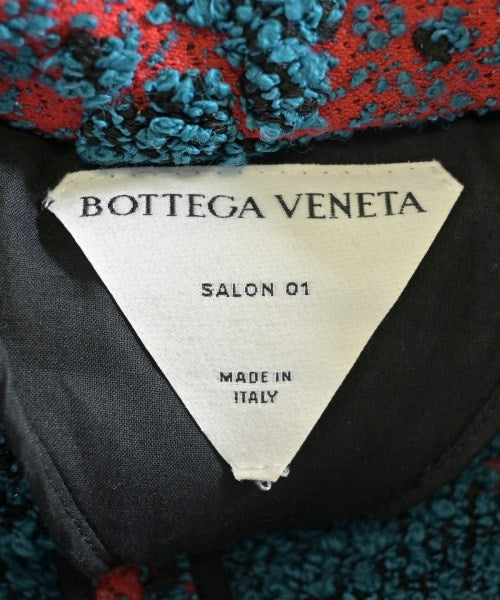 BOTTEGA VENETA
SALON 01
MADE IN
ITALY